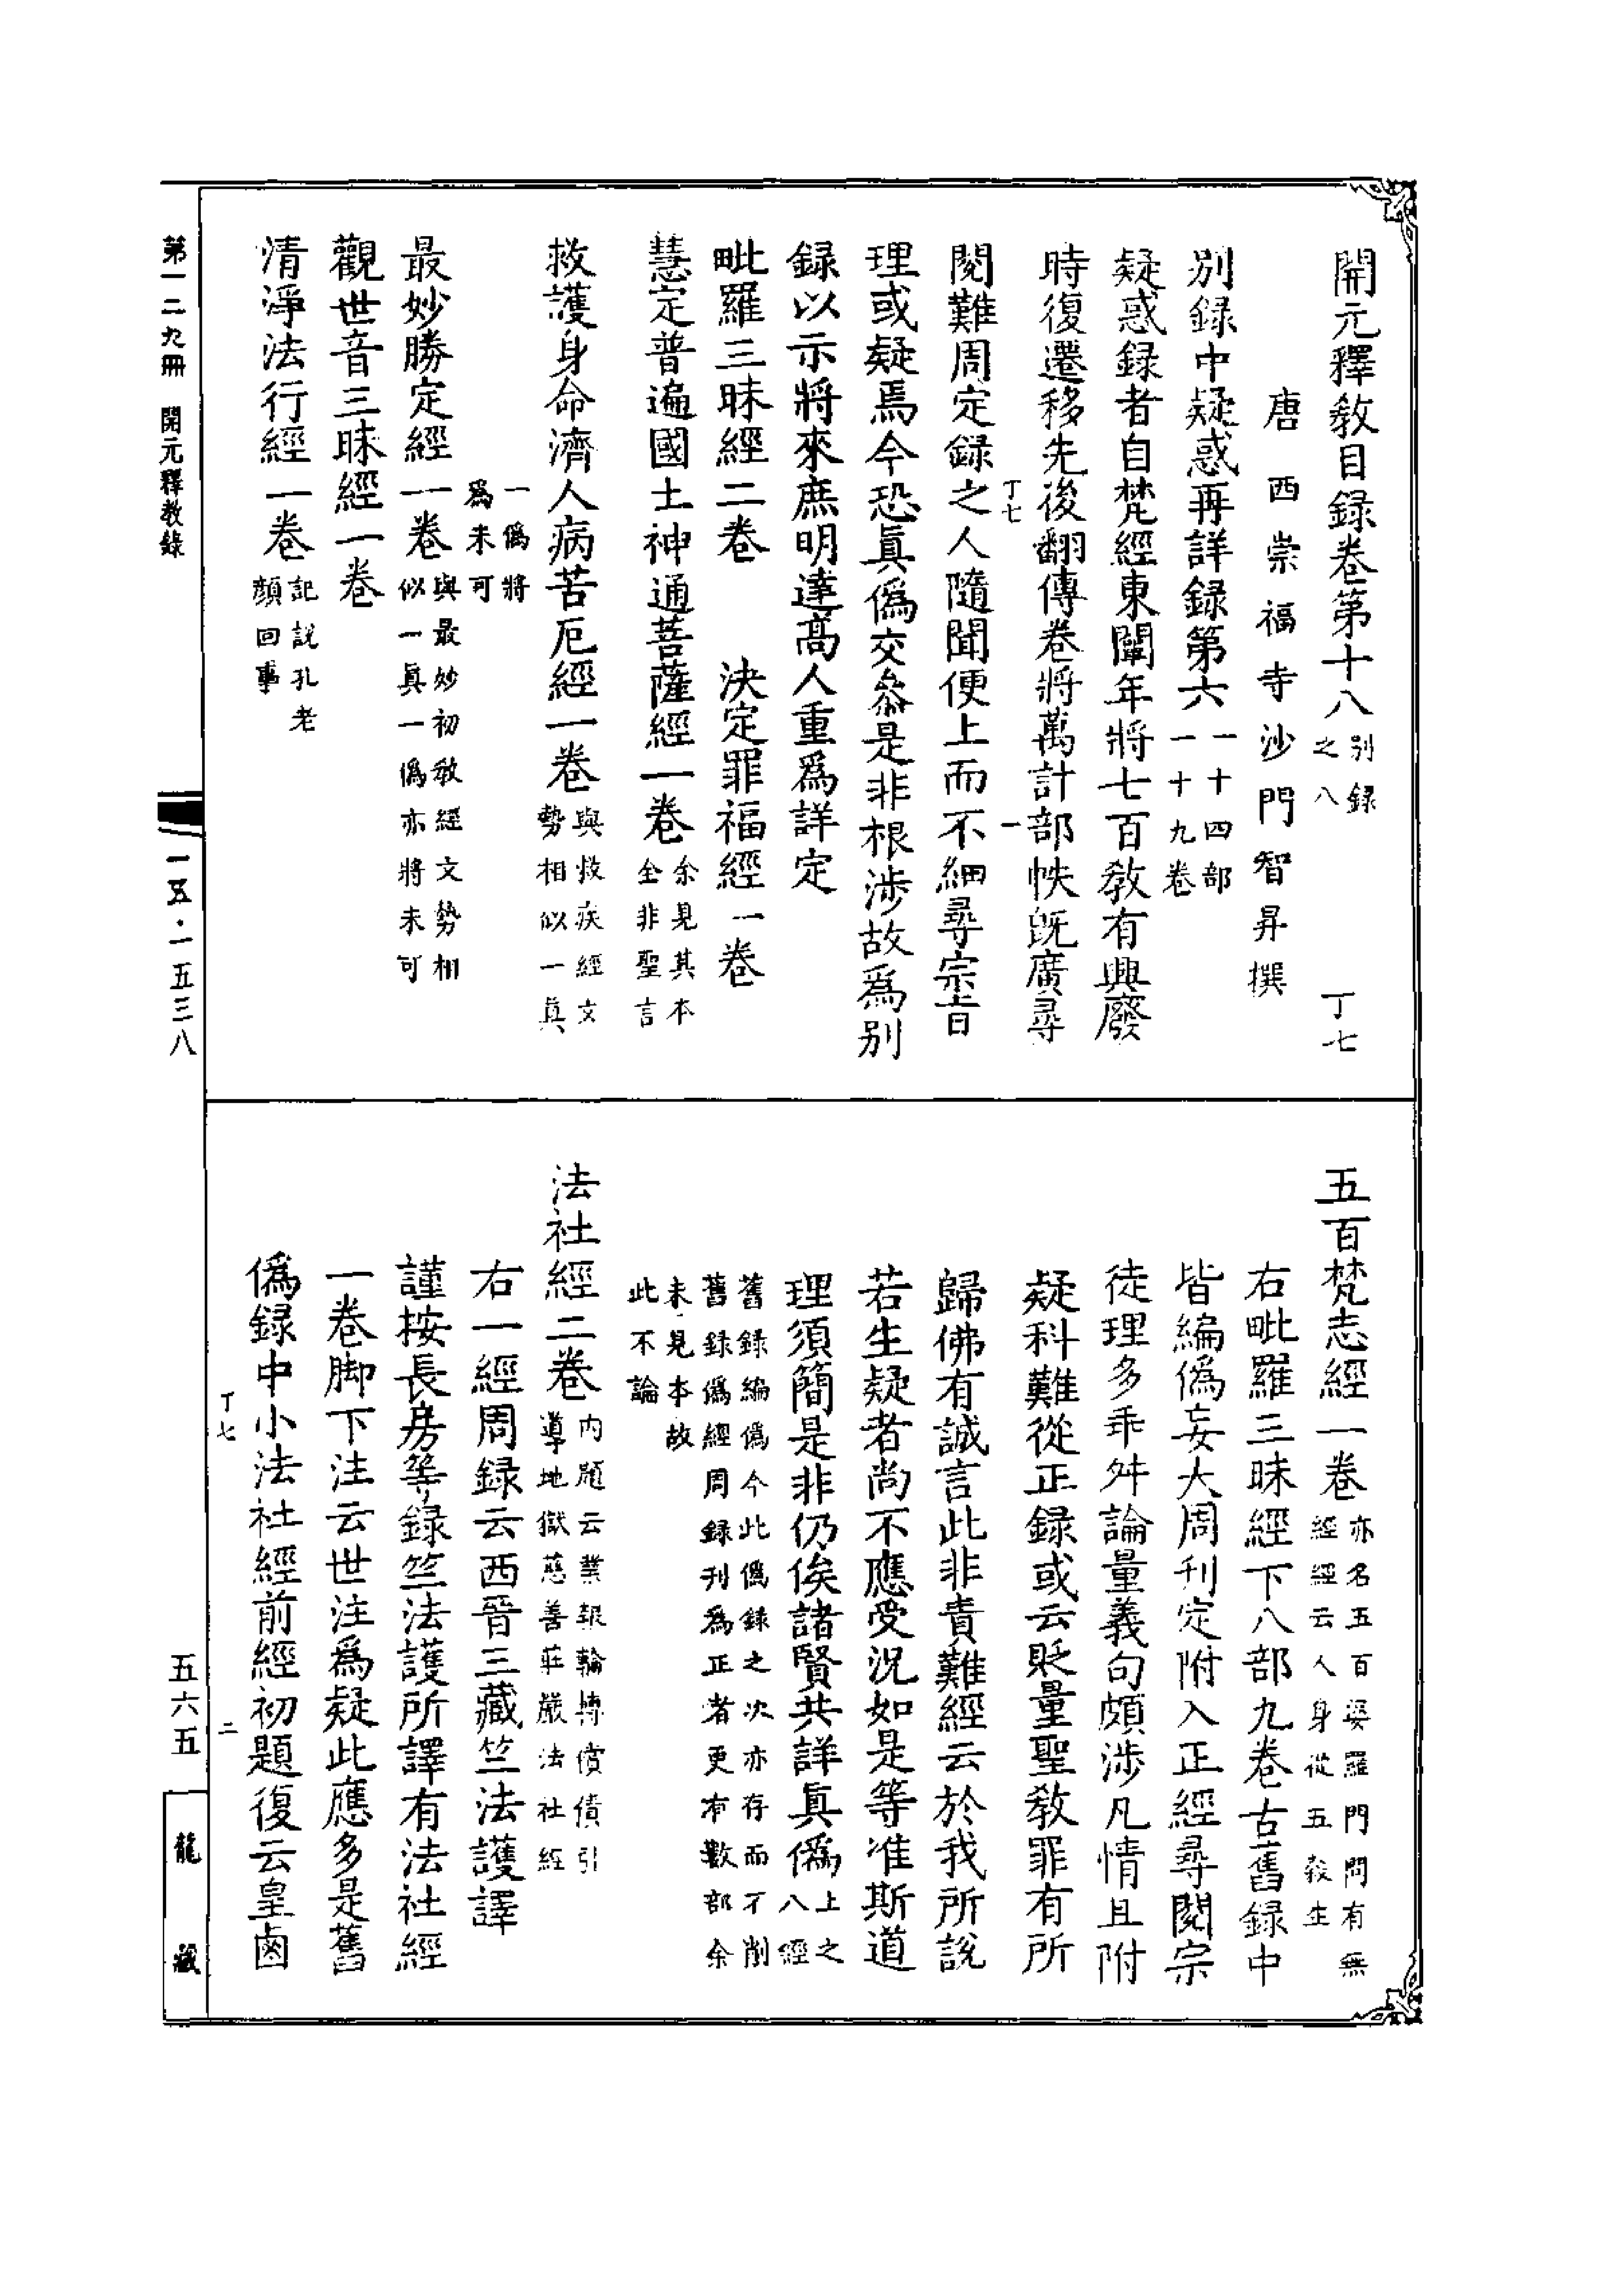 開元釋教目録卷第十八別録之八 丁七
唐西崇福寺沙門智昇撰
別録中疑惑再詳録第六一十四部一十九卷
疑惑録者自梵經東闡年將七百教有興廢
時復遷移先後翻傳卷將萬計部帙既廣尋
丁七 一
閱難周定録之人隨聞便上而不細尋宗旨
理或疑焉今恐真僞交叅是非根涉故爲別
録以示將來庶明達高人重爲詳定
毗羅三昧經二卷 決定罪福經一卷
慧定普遍國土神通菩薩經一卷余見其本全非聖言
救護身命濟人病苦厄經一卷與救疾經文勢相似一真
一僞將爲未可
最妙勝定經一卷與最妙初教經文勢相似一真一僞亦將未可
觀世音三昧經一卷
清淨法行經一卷記說孔老顏回事
五百梵志經一卷亦名五百婆羅門問有無經經云人身從五穀生
右毗羅三昧經下八部九卷古舊録中
皆編僞妄大周刊定附入正經尋閱宗
徒理多乖舛論量義句頗涉凡情且附
疑科難從正録或云貶量聖教罪有所
歸佛有誠言此非責難經云於我所說
若生疑者尚不應受況如是等准斯道
理須簡是非仍俟諸賢共詳真僞上之八經
舊録編僞今此僞録之次亦存而不削舊録僞經周録刊爲正者更有數部余
未見本故此不論
法社經二卷内題云業報輪轉償債引導地獄慈善莊嚴法社經
右一經周録云西晉三藏竺法護譯
謹按長房等録竺法護所譯有法社經
一卷脚下注云世注爲疑此應多是舊
僞録中小法社經前經初題復云皇鹵
丁七 二
第一二九冊 開元釋教錄
一五·一五三八
五六五
龍藏